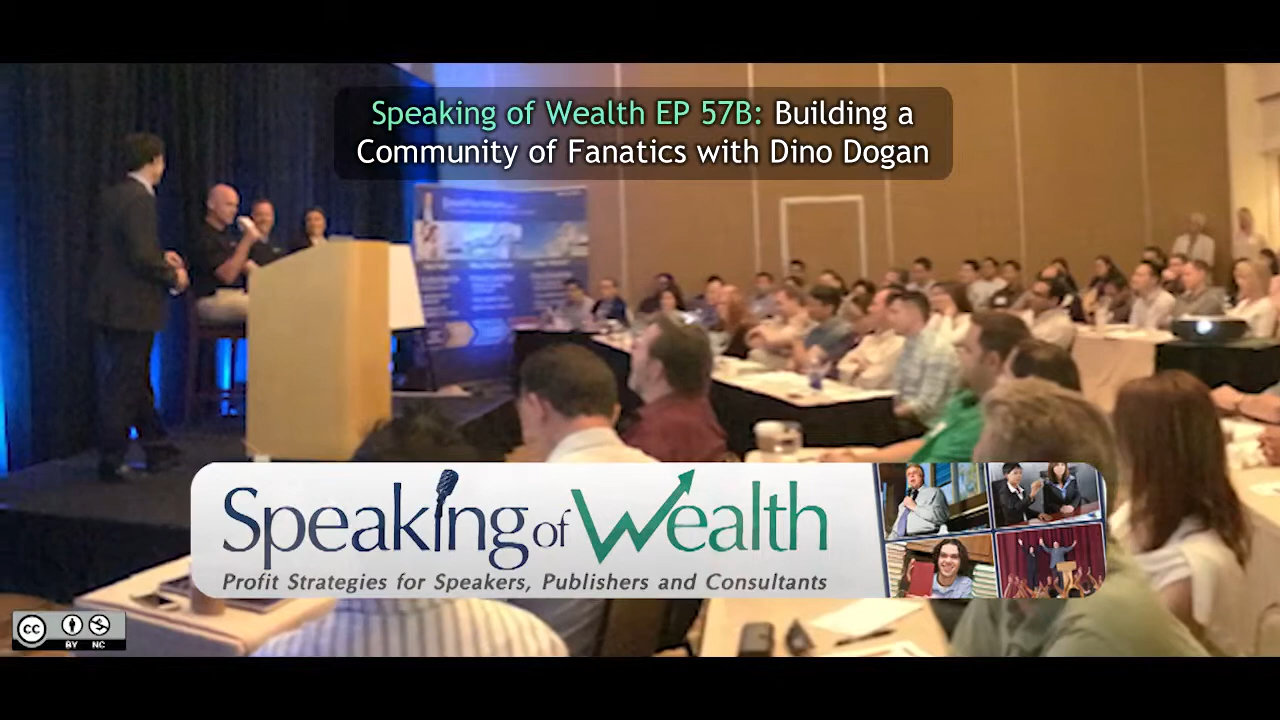 Speaking of Wealth EP 57B: Building a
Community of Fanatics with Dino Dogan
Speaking of Wealth
Profit Strategies for Speakers, Publishers and Consultants
cc
BY NC